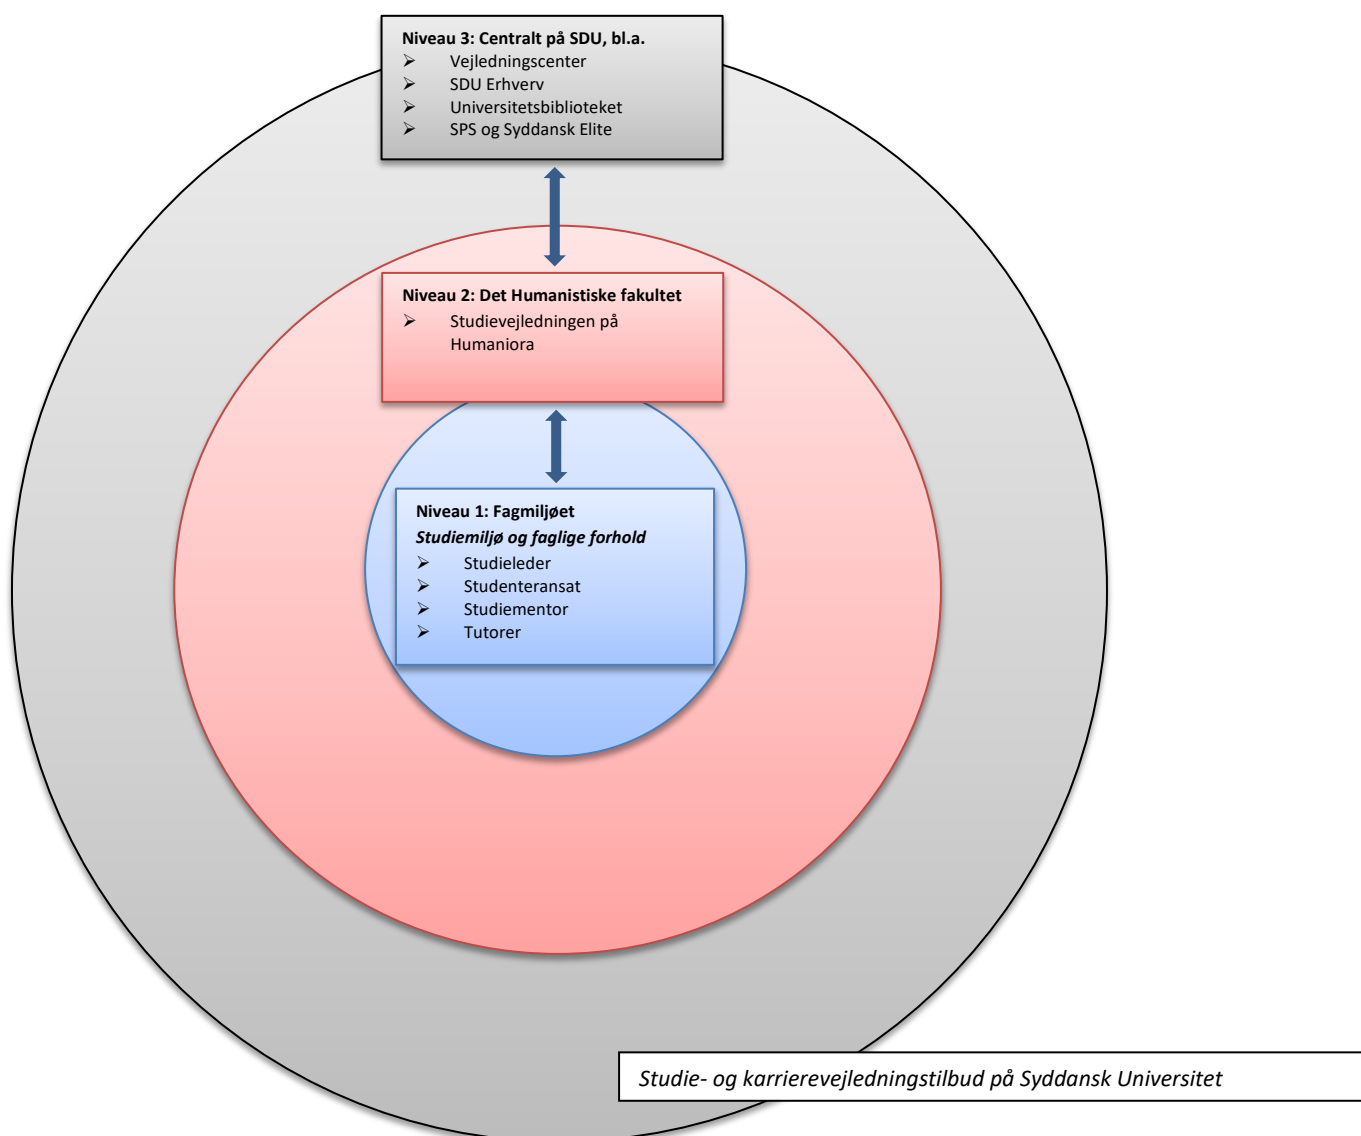 Niveau 3: Centralt på SDU, bl.a.
➢ Vejledningscenter
➢ SDU Erhverv
➢ Universitetsbiblioteket
➢ SPS og Syddansk Elite
Niveau 2: Det Humanistiske fakultet
➢ Studievejledningen på
Humaniora
Niveau 1: Fagmiljøet
Studiemiljø og faglige forhold
➢ Studieleder
➢ Studenteransat
➢ Studiementor
➢ Tutorer
Studie- og karrierevejledningstilbud på Syddansk Universitet